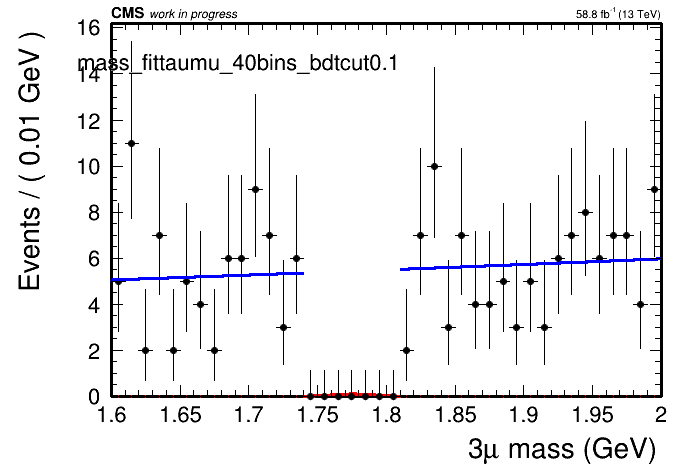 CMS work in progress 58.8 fb⁻¹ (13 TeV)
mass_fittaumu_40bins_bdtcut0.1
Events / ( 0.01 GeV )
16
14
12
10
8
6
4
2
0
1.6 1.65 1.7 1.75 1.8 1.85 1.9 1.95 2
3μ mass (GeV)